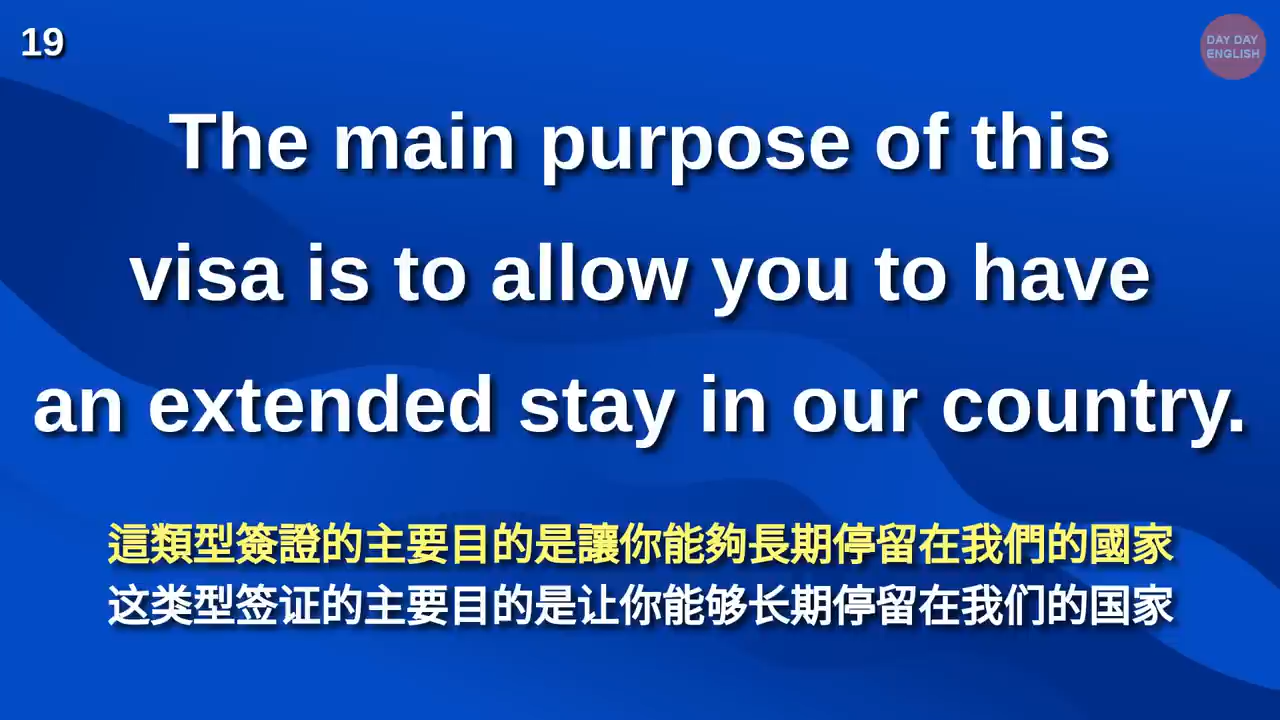 19
DAY DAY
ENGLISH
The main purpose of this
visa is to allow you to have
an extended stay in our country.
這類型簽證的主要目的是讓你能夠長期停留在我們的國家
这类型签证的主要目的是让你能够长期停留在我们的国家